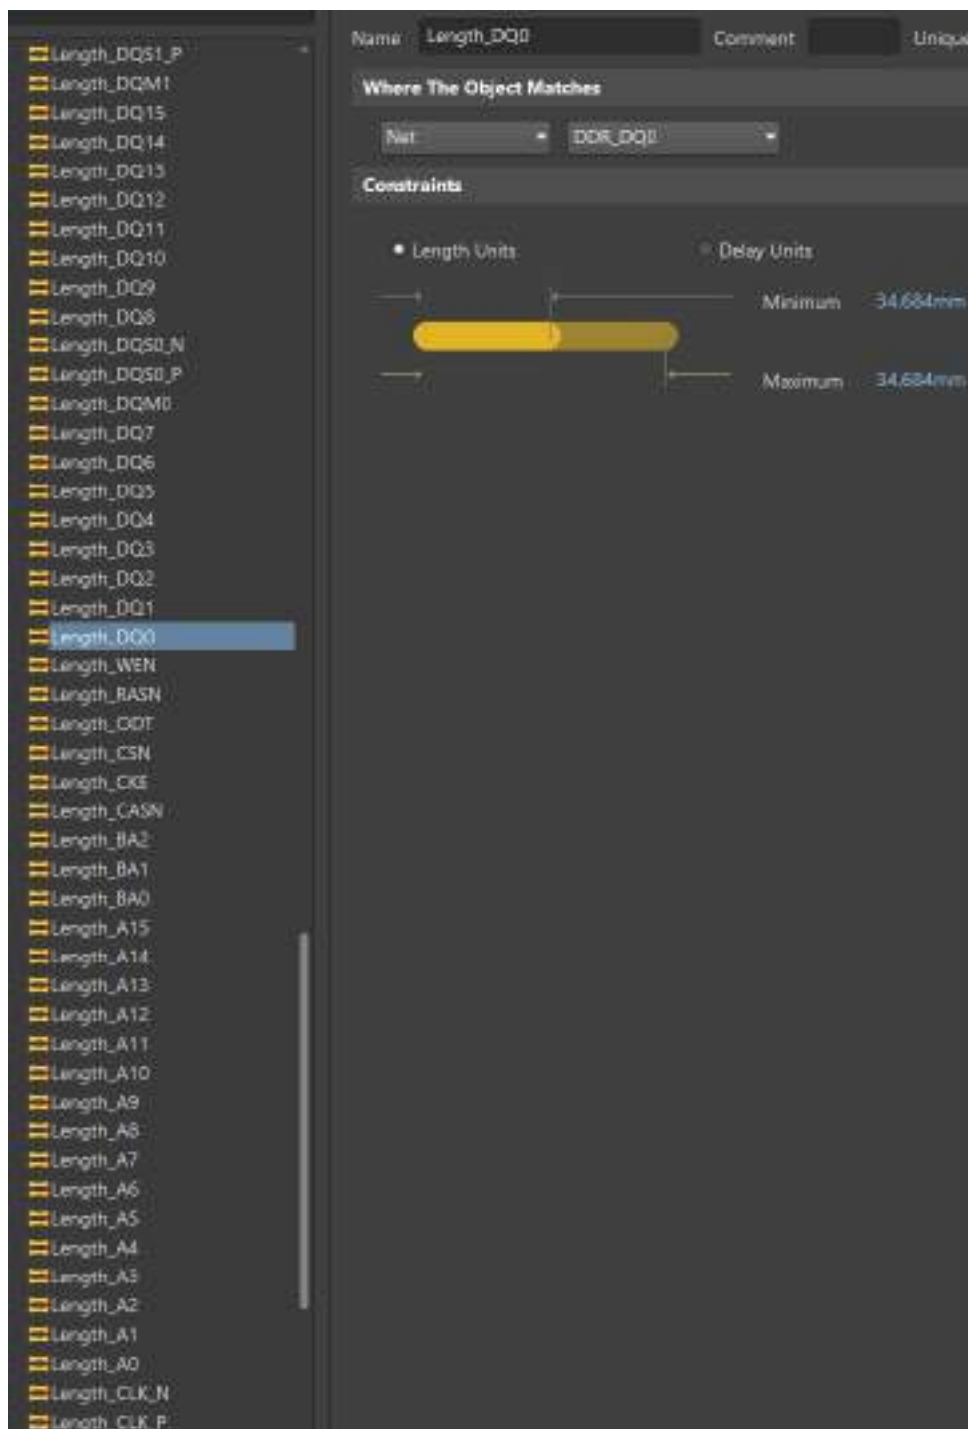 Length_DQS1_P
Length_DQM1
Length_DQ15
Length_DQ14
Length_DQ13
Length_DQ12
Length_DQ11
Length_DQ10
Length_DQ9
Length_DQ8
Length_DQS0_N
Length_DQS0_P
Length_DQM0
Length_DQ7
Length_DQ6
Length_DQ5
Length_DQ4
Length_DQ3
Length_DQ2
Length_DQ1
Length_DQ0
Length_WEN
Length_RASN
Length_ODT
Length_CSN
Length_CKE
Length_CASN
Length_BA2
Length_BA1
Length_BA0
Length_A15
Length_A14
Length_A13
Length_A12
Length_A11
Length_A10
Length_A9
Length_A8
Length_A7
Length_A6
Length_A5
Length_A4
Length_A3
Length_A2
Length_A1
Length_A0
Length_CLK_N
Length_CLK_P
Name Length_DQ0 Comment Unique
Where The Object Matches
Net DDR_DQ0
Constraints
Length Units Delay Units
Minimum 34.684mm
Maximum 34.684mm